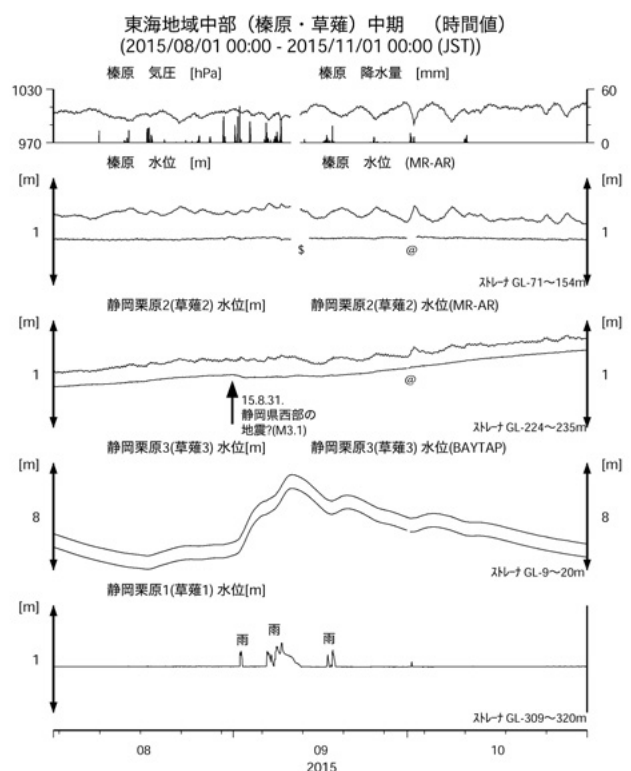 東海地域中部（榛原・草薙）中期　（時間値）
(2015/08/01 00:00 - 2015/11/01 00:00 (JST))
榛原　気圧　[hPa]　榛原　降水量　[mm]
1030
60
970
0
榛原　水位　[m]　榛原　水位　(MR-AR)
[m]
[m]
1
1
$
@
ストレーナ GL-71～154m
静岡栗原2(草薙2) 水位[m]　静岡栗原2(草薙2) 水位(MR-AR)
[m]
[m]
1
1
@
15.8.31.
静岡県西部の
地震?(M3.1)
ストレーナ GL-224～235m
静岡栗原3(草薙3) 水位[m]　静岡栗原3(草薙3) 水位(BAYTAP)
[m]
[m]
8
8
ストレーナ GL-9～20m
静岡栗原1(草薙1) 水位[m]
[m]
雨
雨
雨
1
ストレーナ GL-309～320m
08
09
10
2015